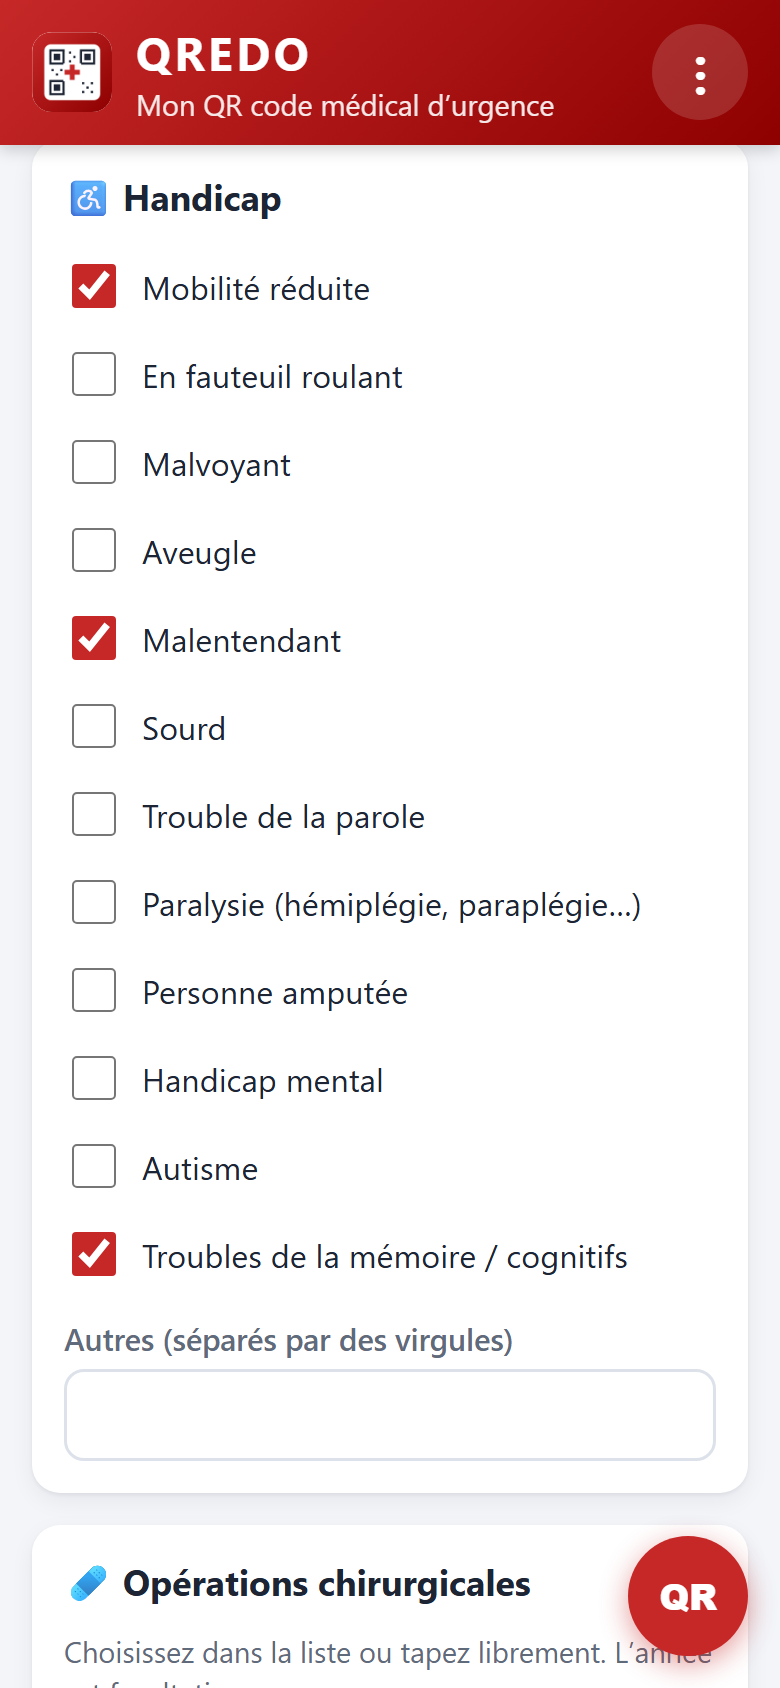 QREDO
Mon QR code médical d’urgence
Handicap
Mobilité réduite
En fauteuil roulant
Malvoyant
Aveugle
Malentendant
Sourd
Trouble de la parole
Paralysie (hémiplégie, paraplégie…)
Personne amputée
Handicap mental
Autisme
Troubles de la mémoire / cognitifs
Autres (séparés par des virgules)
Opérations chirurgicales
QR
Choisissez dans la liste ou tapez librement. L’année